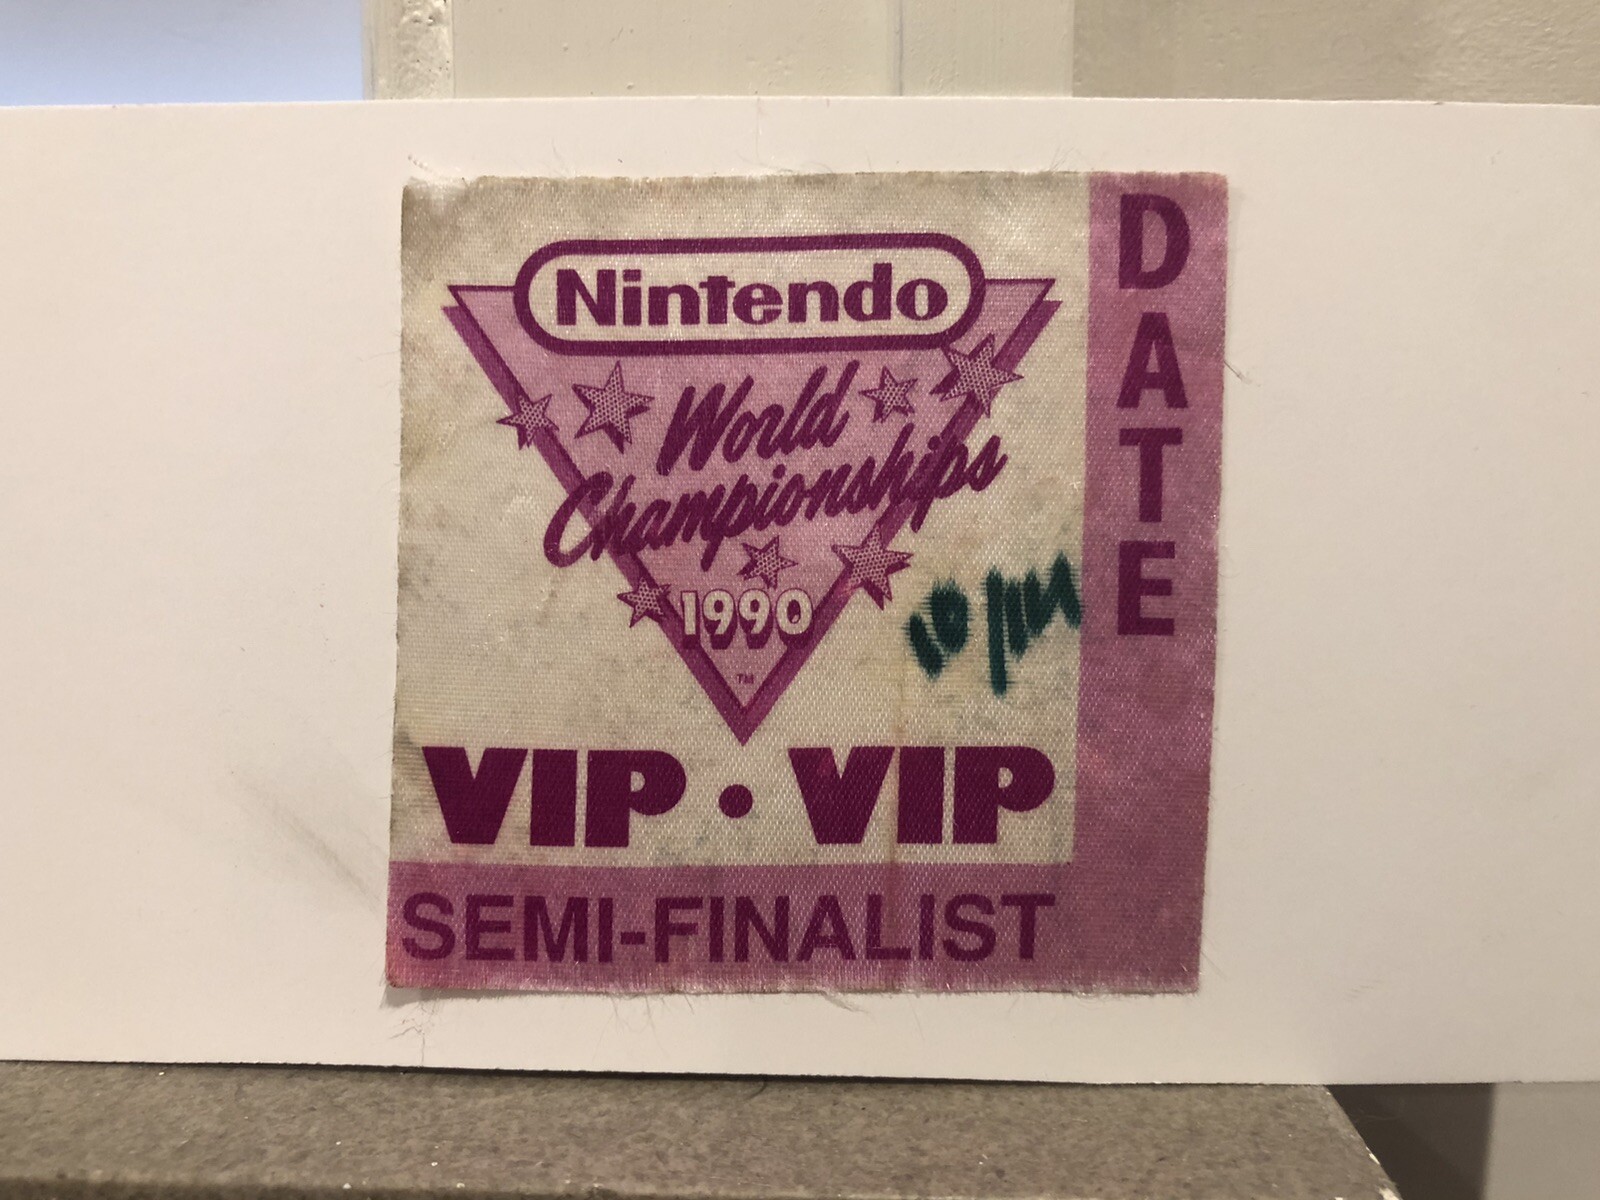 Nintendo
World
Championships
1990
TM
VIP • VIP
SEMI-FINALIST
DATE